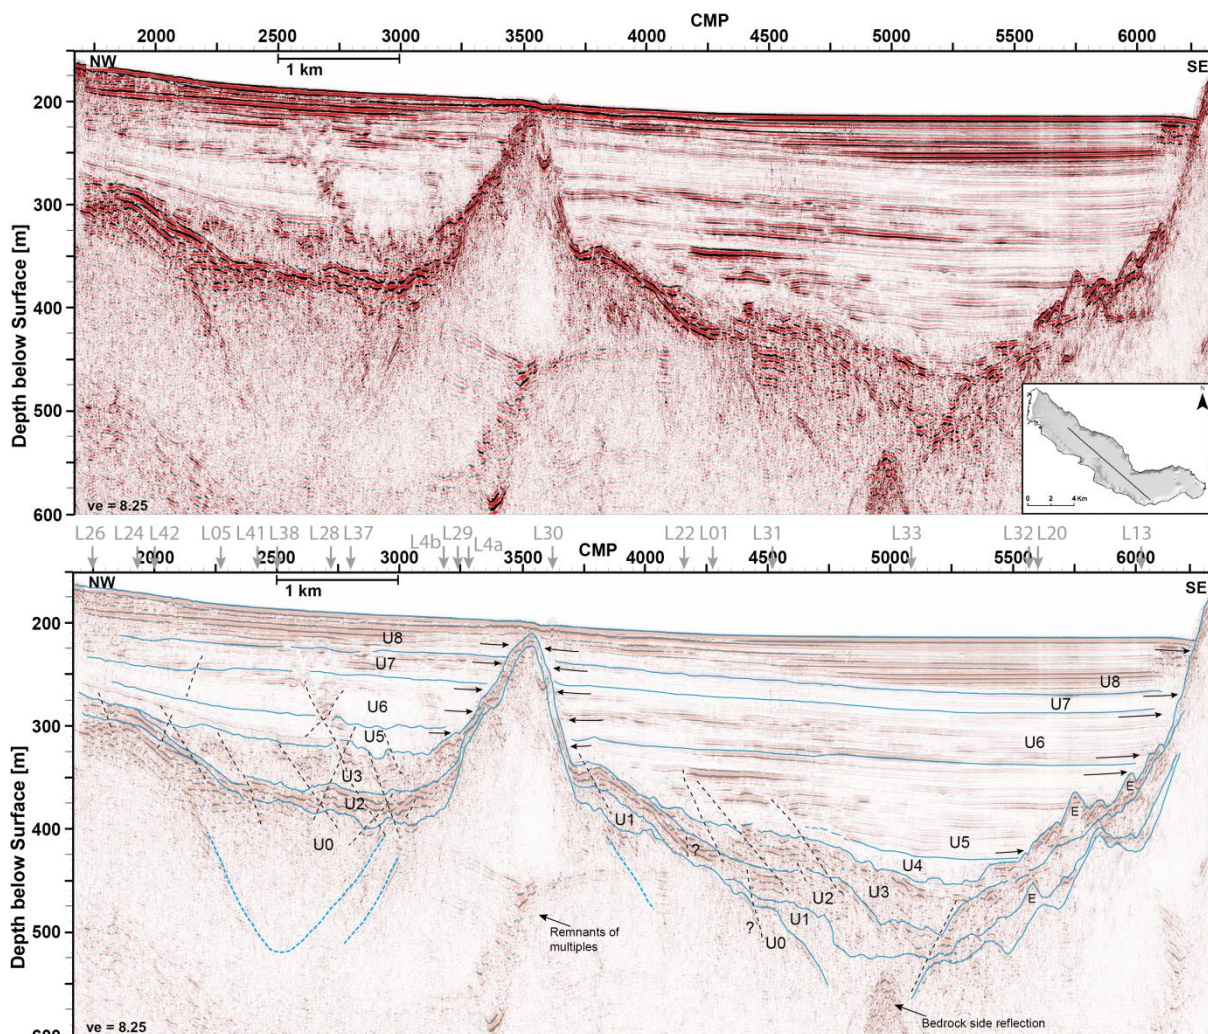 CMP
2000 2500 3000 3500 4000 4500 5000 5500 6000
NW
1 km
SE
200
300
400
500
600
Depth below Surface [m]
N
0 2 4 Km
ve = 8.25
L26 L24 L42 L05 L41 L38 L28 L37 L4b L29 L4a L30 L22 L01 L31 L33 L32 L20 L13
CMP
2000 2500 3000 3500 4000 4500 5000 5500 6000
NW
1 km
SE
200
300
400
500
600
Depth below Surface [m]
U8
U7
U6
U5
U3
U2
U0
U8
U7
U6
U5
U4
U3
U2
U1
U1
U0
?
?
E
E
E
Remnants of
multiples
Bedrock side reflection
ve = 8.25